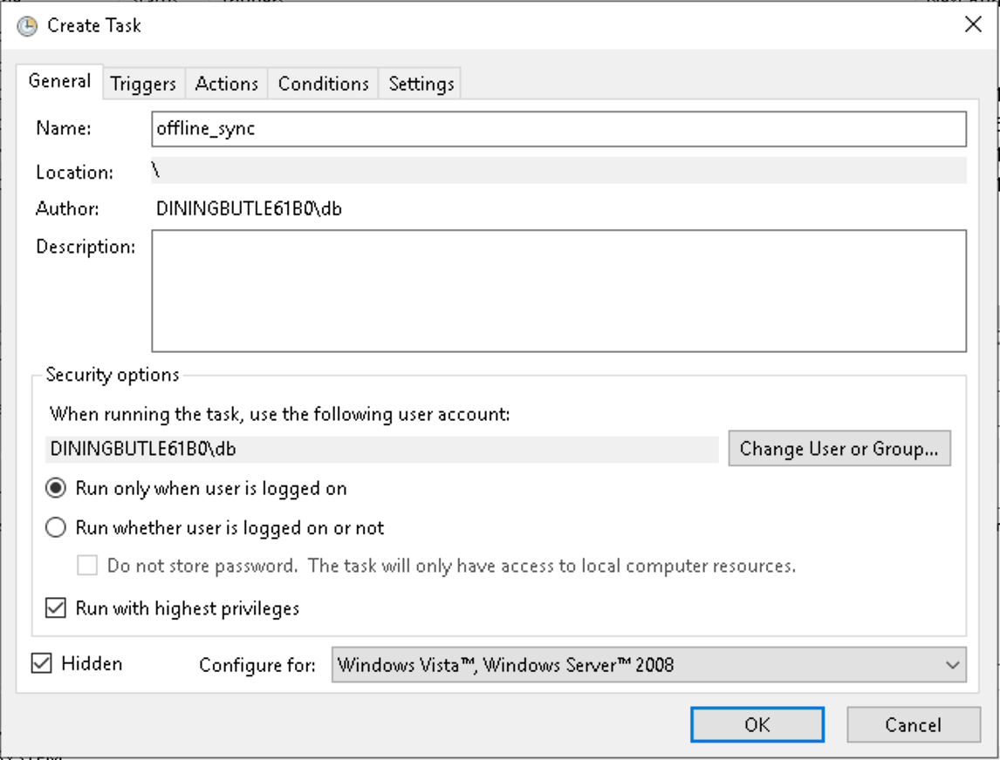 Create Task
General Triggers Actions Conditions Settings
Name: offline_sync
Location: \
Author: DININGBUTLE61B0\db
Description:
Security options
When running the task, use the following user account:
DININGBUTLE61B0\db Change User or Group...
Run only when user is logged on
Run whether user is logged on or not
Do not store password. The task will only have access to local computer resources.
Run with highest privileges
Hidden Configure for: Windows Vista™, Windows Server™ 2008
OK Cancel